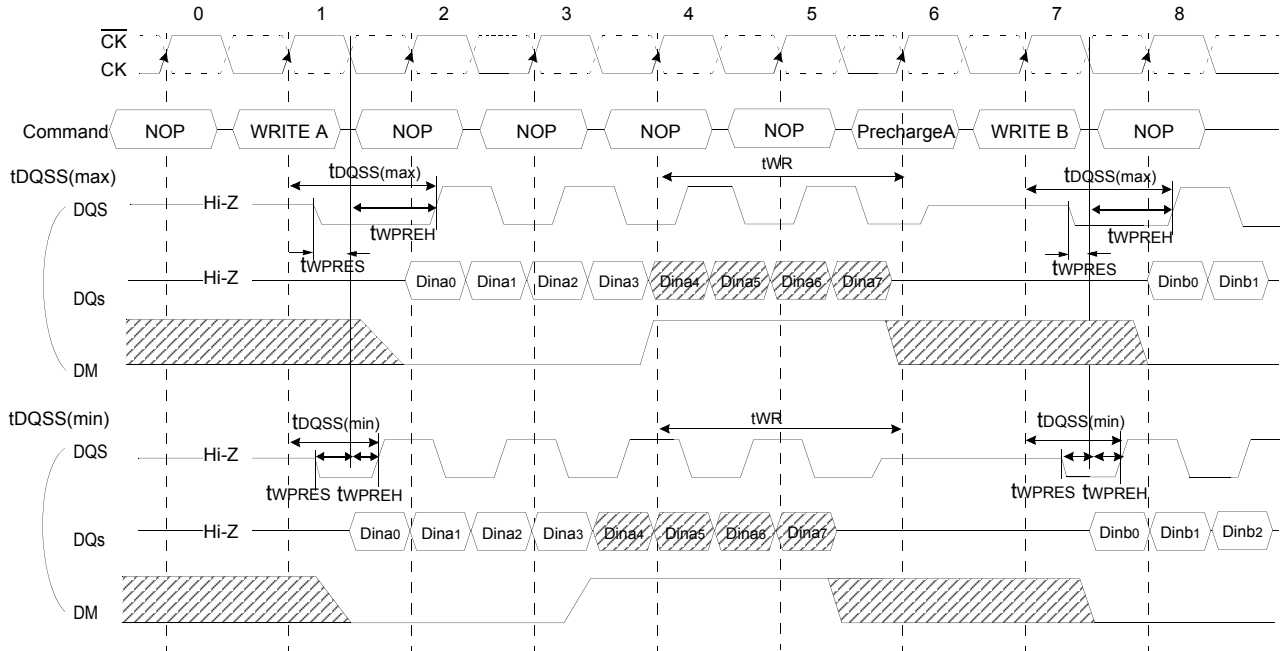 0 1 2 3 4 5 6 7 8
CK
CK
Command NOP WRITE A NOP NOP NOP NOP PrechargeA WRITE B NOP
tDQSS(max) tDQSS(max) tWR tDQSS(max)
DQS Hi-Z
tWPREH tWPREH
tWPRES tWPRES
DQs Hi-Z Dina0 Dina1 Dina2 Dina3 Dina4 Dina5 Dina6 Dina7 Dinb0 Dinb1
DM
tDQSS(min) tDQSS(min) tWR tDQSS(min)
DQS Hi-Z
tWPRES tWPREH tWPRES tWPREH
DQs Hi-Z Dina0 Dina1 Dina2 Dina3 Dina4 Dina5 Dina6 Dina7 Dinb0 Dinb1 Dinb2
DM